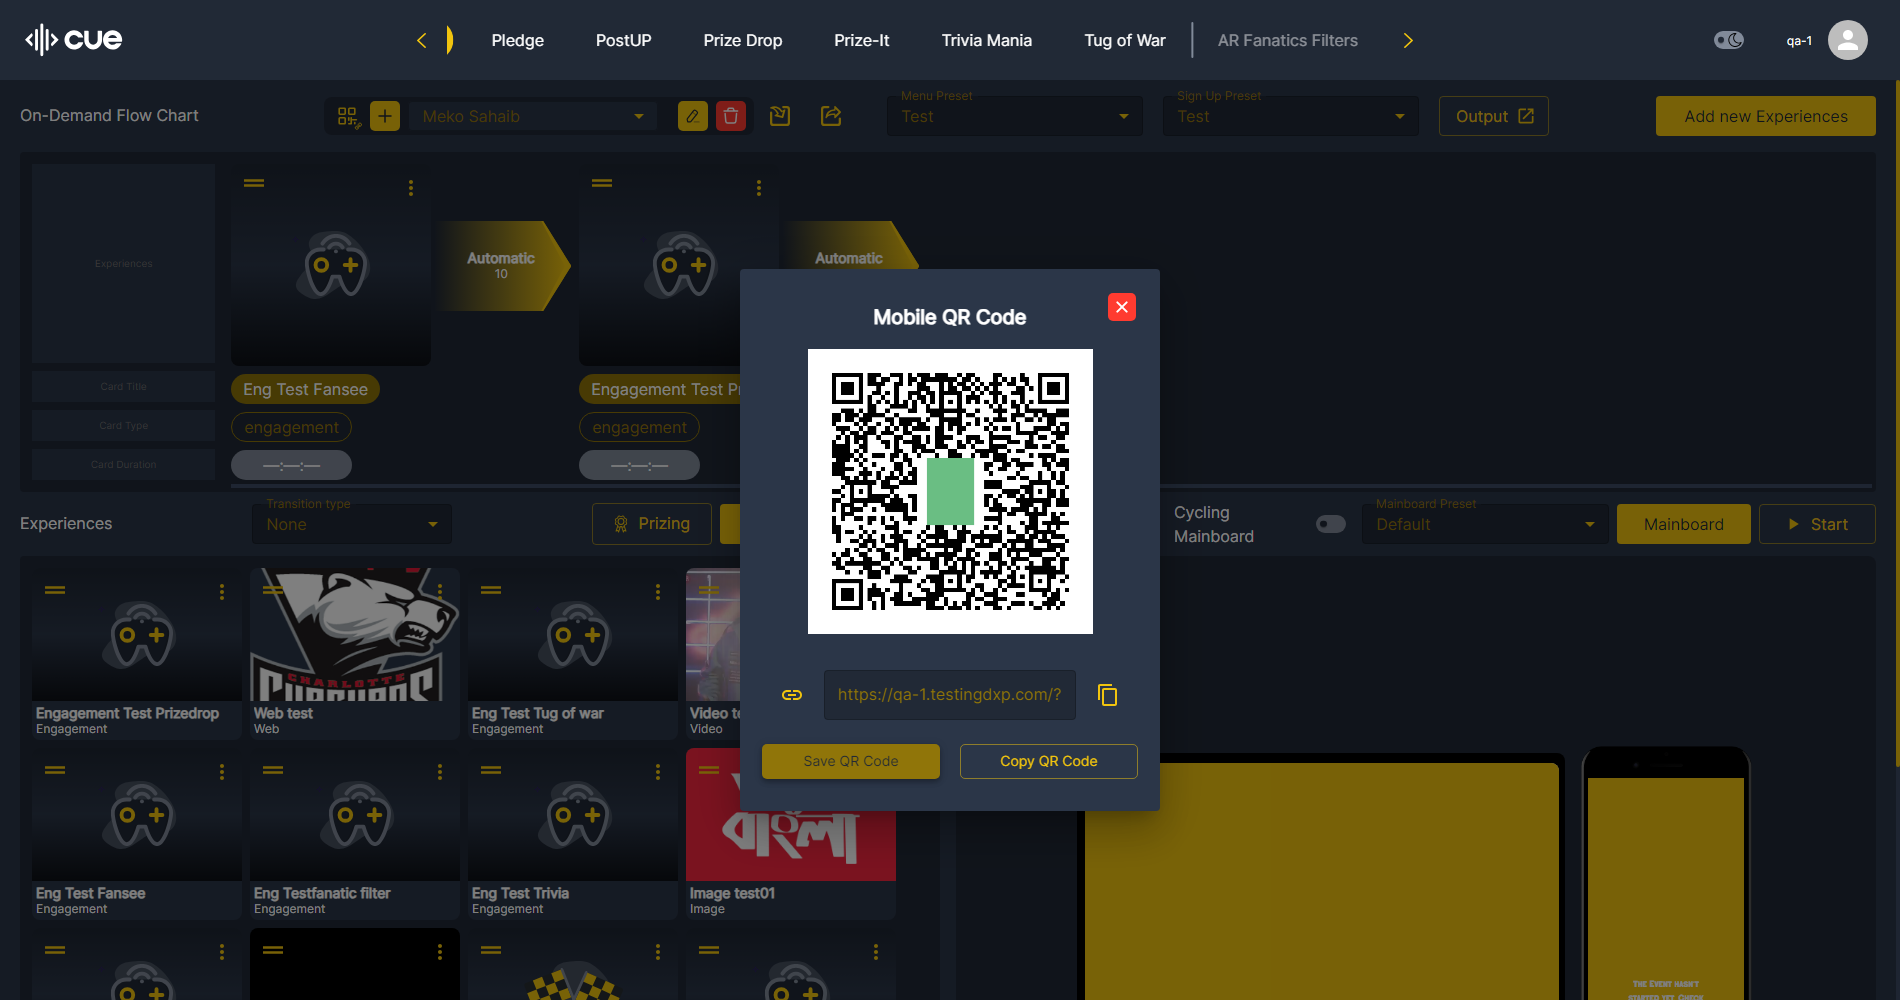 cue
Pledge
PostUP
Prize Drop
Prize-It
Trivia Mania
Tug of War
AR Fanatics Filters
qa-1
On-Demand Flow Chart
Meko Sahaib
Menu Preset
Test
Sign Up Preset
Test
Output
Add new Experiences
Experiences
Automatic
10
Automatic
Card Title
Eng Test Fansee
Engagement Test Pr
Card Type
engagement
engagement
Card Duration
—:—:—
—:—:—
Mobile QR Code
https://qa-1.testingdxp.com/?
Save QR Code
Copy QR Code
Experiences
Transition type
None
Prizing
Cycling
Mainboard
Mainboard Preset
Default
Mainboard
Start
CHARLOTTE
Engagement Test Prizedrop
Engagement
Web test
Web
Eng Test Tug of war
Engagement
Video te
Video
বাংলা
Eng Test Fansee
Engagement
Eng Testfanatic filter
Engagement
Eng Test Trivia
Engagement
Image test01
Image
The Event hasn't
started yet. Check